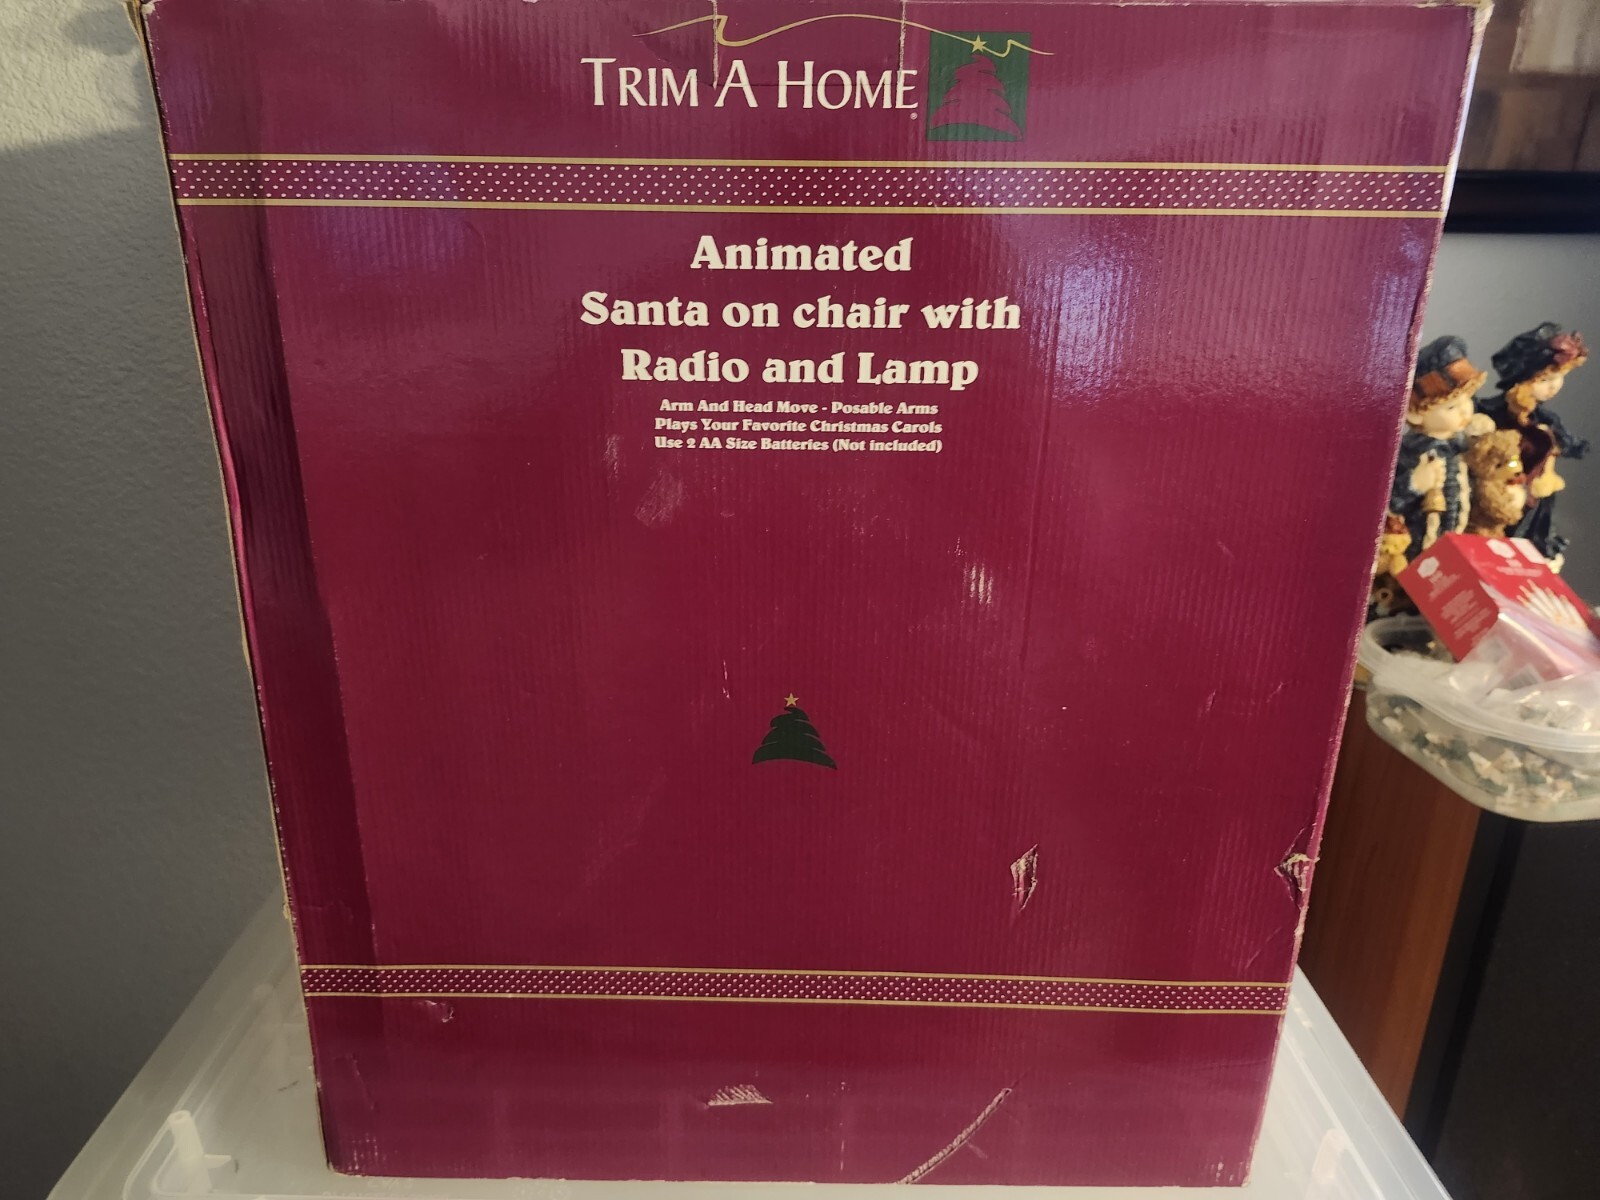 TRIM A HOME®
Animated
Santa on chair with
Radio and Lamp
Arm And Head Move - Posable Arms
Plays Your Favorite Christmas Carols
Use 2 AA Size Batteries (Not included)